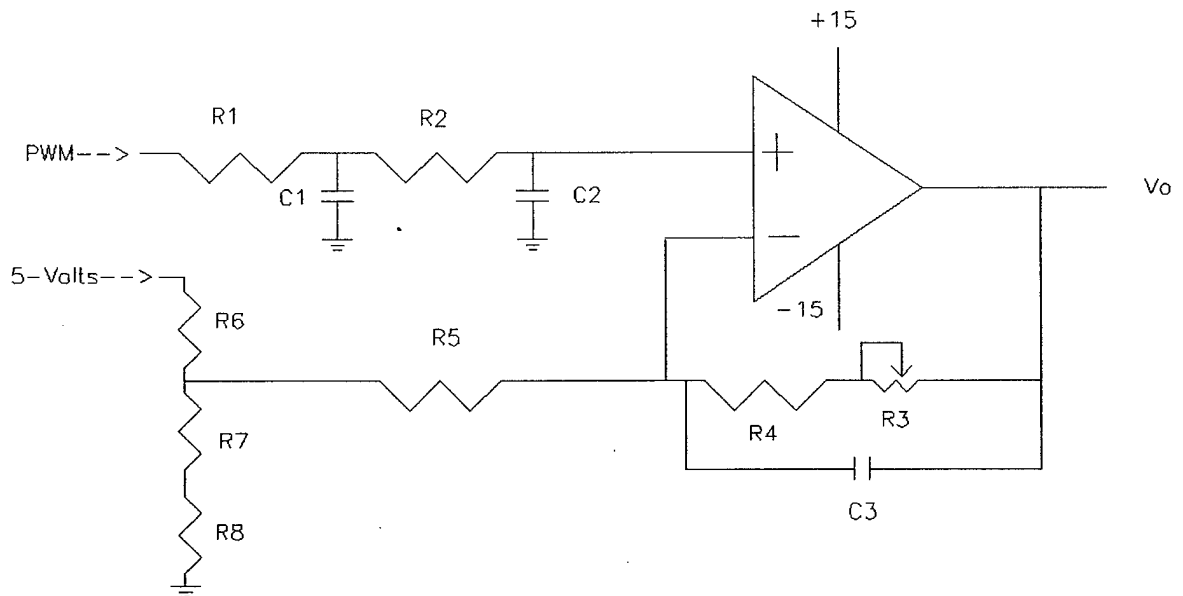 +15
R1
R2
PWM-->
+
C1
C2
Vo
−
5-Volts-->
-15
R6
R5
R4
R3
R7
C3
R8